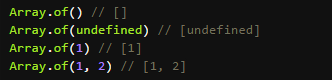 Array.of() // []
Array.of(undefined) // [undefined]
Array.of(1) // [1]
Array.of(1, 2) // [1, 2]